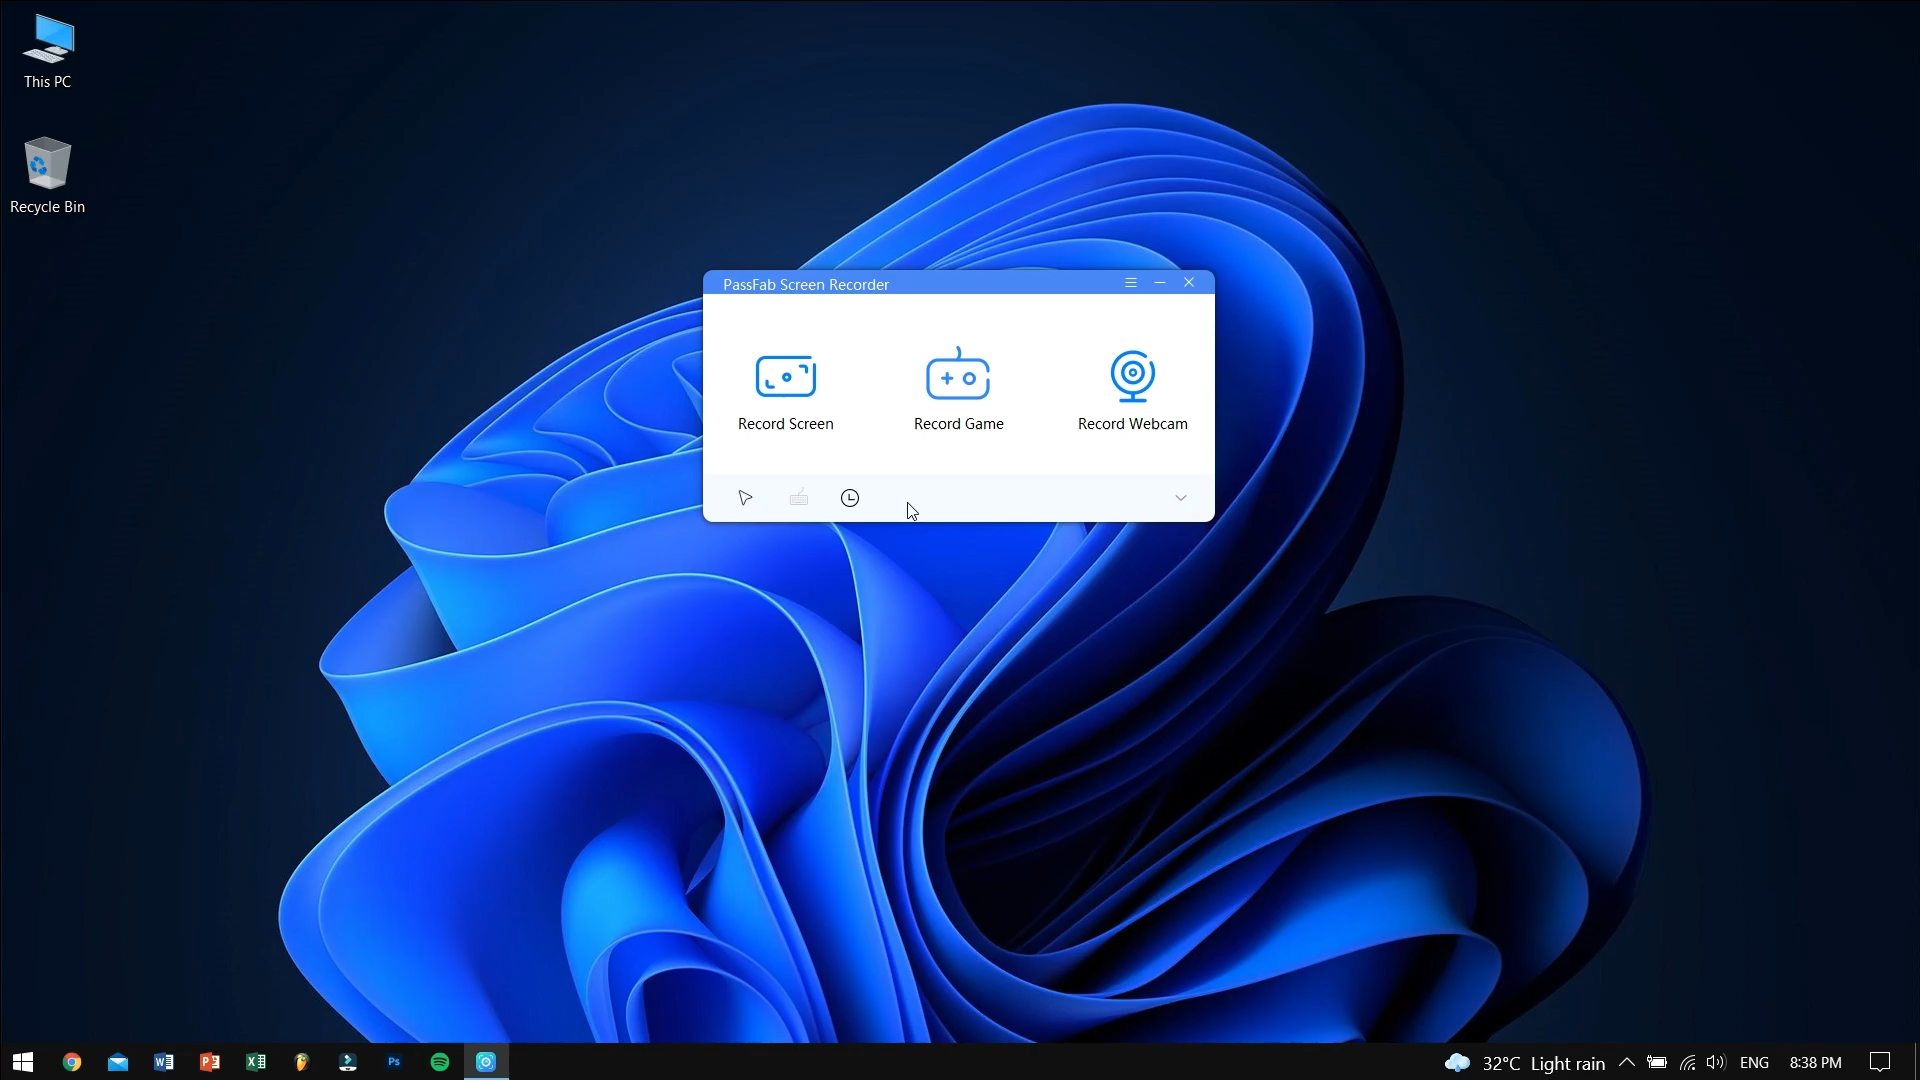 This PC
Recycle Bin
PassFab Screen Recorder
Record Screen
Record Game
Record Webcam
32°C Light rain
ENG
8:38 PM
Ps